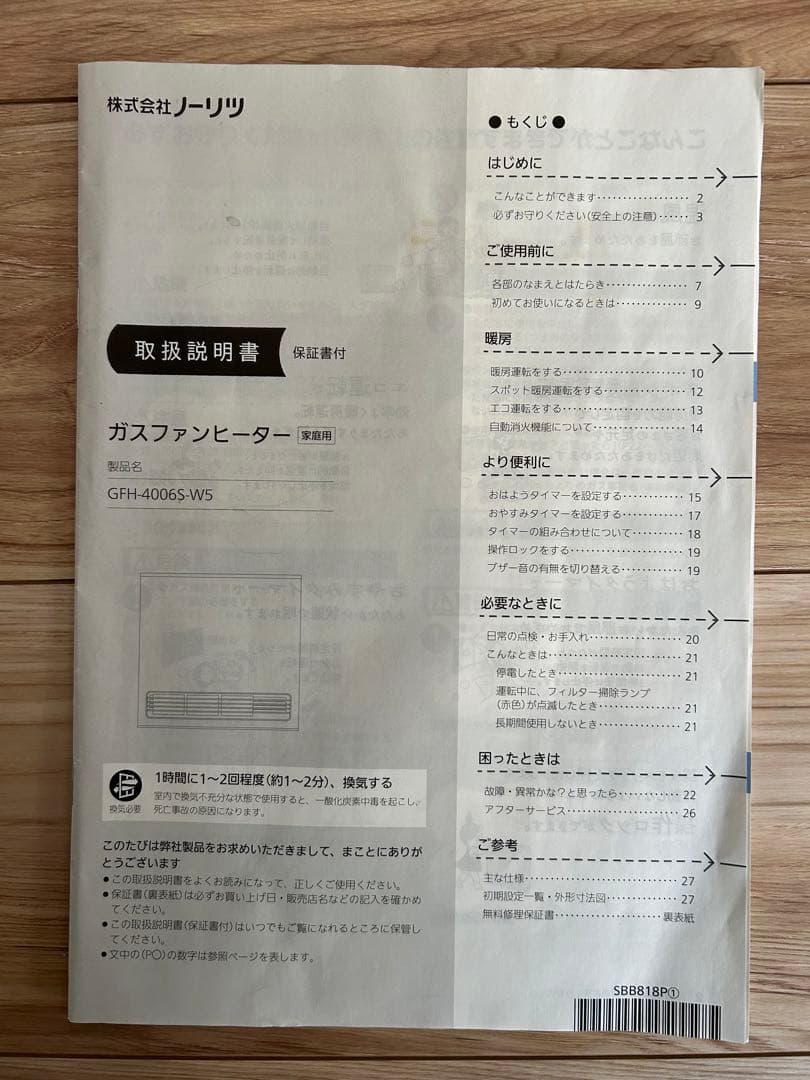 株式会社ノーリツ
取扱説明書
保証書付
ガスファンヒーター 家庭用
製品名
GFH-4006S-W5
換気必要
1時間に1～2回程度(約1～2分)、換気する
室内で換気不充分な状態で使用すると、一酸化炭素中毒を起こし、
死亡事故の原因になります。
このたびは弊社製品をお求めいただきまして、まことにありが
とうございます
●この取扱説明書をよくお読みになって、正しくご使用ください。
●保証書(裏表紙)は必ずお買い上げ日・販売店名などの記入を確かめ
てください。
●この取扱説明書(保証書付)はいつでもご覧になれるところに保管し
てください。
●文中の(P〇)の数字は参照ページを表します。
● もくじ ●
はじめに
こんなことができます・・・・・・・・・・・・・・・・・ 2
必ずお守りください(安全上の注意)・・・・・・ 3
ご使用前に
各部のなまえとはたらき・・・・・・・・・・・・・・・ 7
初めてお使いになるときは・・・・・・・・・・・・・ 9
暖房
暖房運転をする・・・・・・・・・・・・・・・・・・・・・ 10
スポット暖房運転をする・・・・・・・・・・・・・・ 12
エコ運転をする・・・・・・・・・・・・・・・・・・・・・ 13
自動消火機能について・・・・・・・・・・・・・・・・ 14
より便利に
おはようタイマーを設定する・・・・・・・・・・・ 15
おやすみタイマーを設定する・・・・・・・・・・・ 17
タイマーの組み合わせについて・・・・・・・・・ 18
操作ロックをする・・・・・・・・・・・・・・・・・・・ 19
ブザー音の有無を切り替える・・・・・・・・・・・ 19
必要なときに
日常の点検・お手入れ・・・・・・・・・・・・・・・・ 20
こんなときは・・・・・・・・・・・・・・・・・・・・・・ 21
停電したとき・・・・・・・・・・・・・・・・・・・・・ 21
運転中に、フィルター掃除ランプ
(赤色)が点滅したとき・・・・・・・・・・・・・・ 21
長期間使用しないとき・・・・・・・・・・・・・・ 21
困ったときは
故障・異常かな?と思ったら・・・・・・・・・・・ 22
アフターサービス・・・・・・・・・・・・・・・・・・・ 26
ご参考
主な仕様・・・・・・・・・・・・・・・・・・・・・・・・・ 27
初期設定一覧・外形寸法図・・・・・・・・・・・・ 27
無料修理保証書・・・・・・・・・・・・・・・・・ 裏表紙
SBB818P①